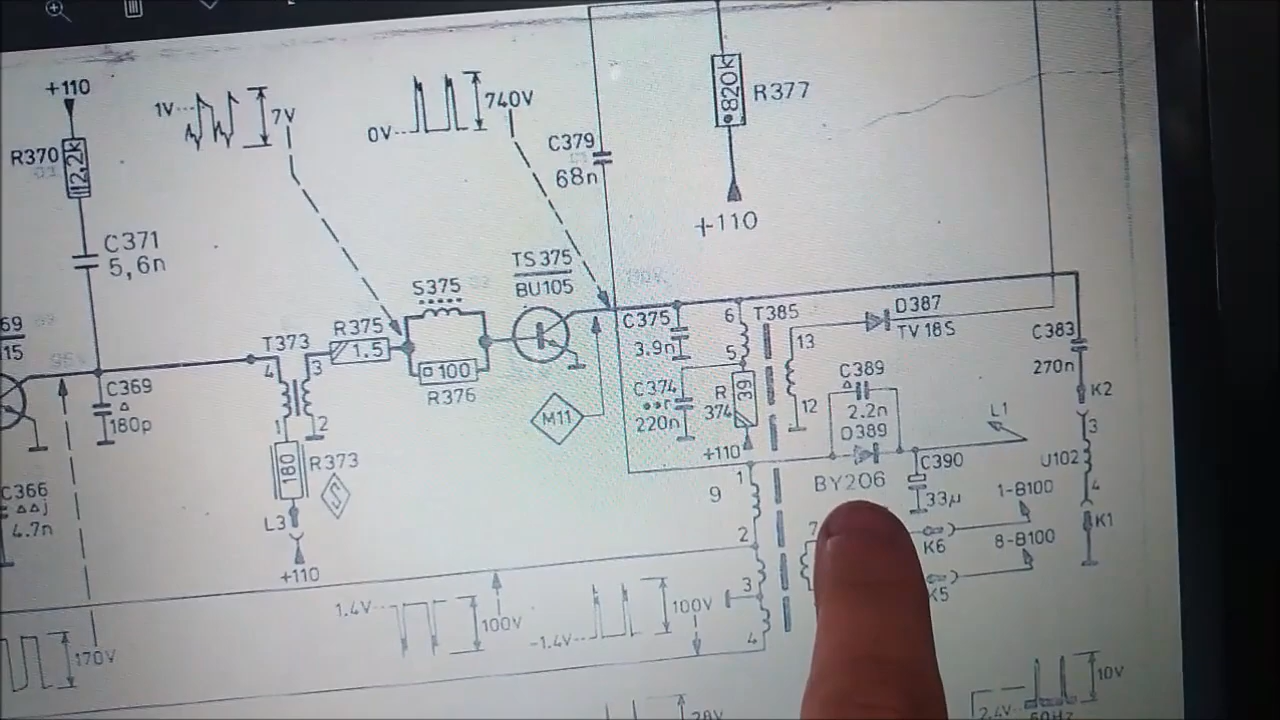 +110
R370
2,2k
C371
5,6n
1V
7V
0V
740V
C379
68n
820k
R377
+110
TS375
BU105
S375
R375
1.5
100
R376
T373
4
3
1
2
C369
180p
180
R373
S
L3
+110
69
15
C366
4.7n
M11
C375
3.9n
C374
220n
R
374
39
+110
6
5
T385
13
12
D387
TV18S
C389
2.2n
D389
BY206
C390
33µ
L1
C383
270n
K2
3
U102
4
K1
1-B100
8-B100
K6
K5
1
9
2
3
4
7
1.4V
100V
-1.4V
100V
170V
28V
2.4V
10V
60Hz